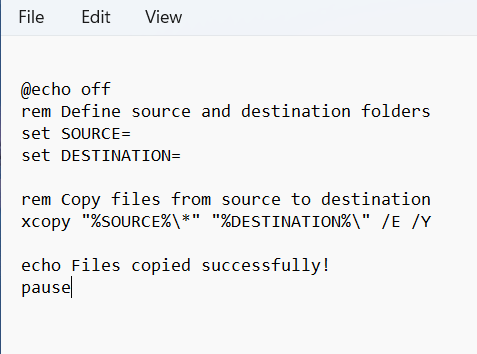 File Edit View
@echo off
rem Define source and destination folders
set SOURCE=
set DESTINATION=
rem Copy files from source to destination
xcopy "%SOURCE%\*" "%DESTINATION%\" /E /Y
echo Files copied successfully!
pause